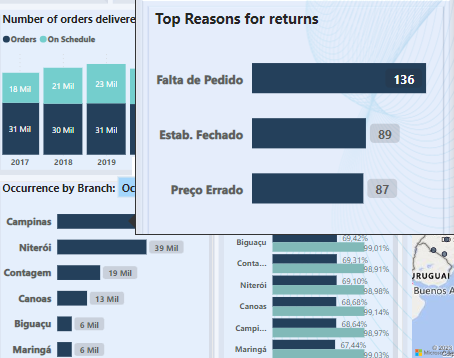 Number of orders delivere
Orders On Schedule
18 Mil
21 Mil
23 Mil
31 Mil
30 Mil
31 Mil
2017
2018
2019
Top Reasons for returns
Falta de Pedido
136
Estab. Fechado
89
Preço Errado
87
Occurrence by Branch:
Oc
Campinas
Niterói
39 Mil
Contagem
19 Mil
Canoas
13 Mil
Biguaçu
6 Mil
Maringá
6 Mil
Biguaçu
69,42%
99,01%
Conta...
69,31%
98,91%
Niterói
69,10%
98,98%
Canoas
68,68%
99,14%
Campi...
68,64%
98,97%
Maringá
67,44%
99,03%
URUGUAI
Buenos A
© 202